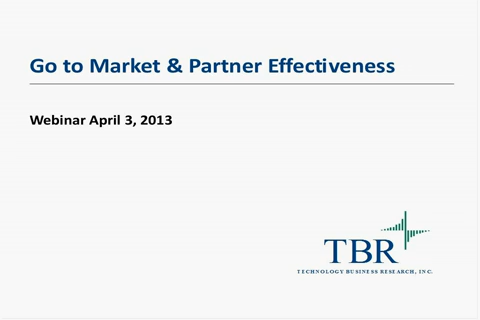 Go to Market & Partner Effectiveness
Webinar April 3, 2013
TBR
TECHNOLOGY BUSINESS RESEARCH, INC.